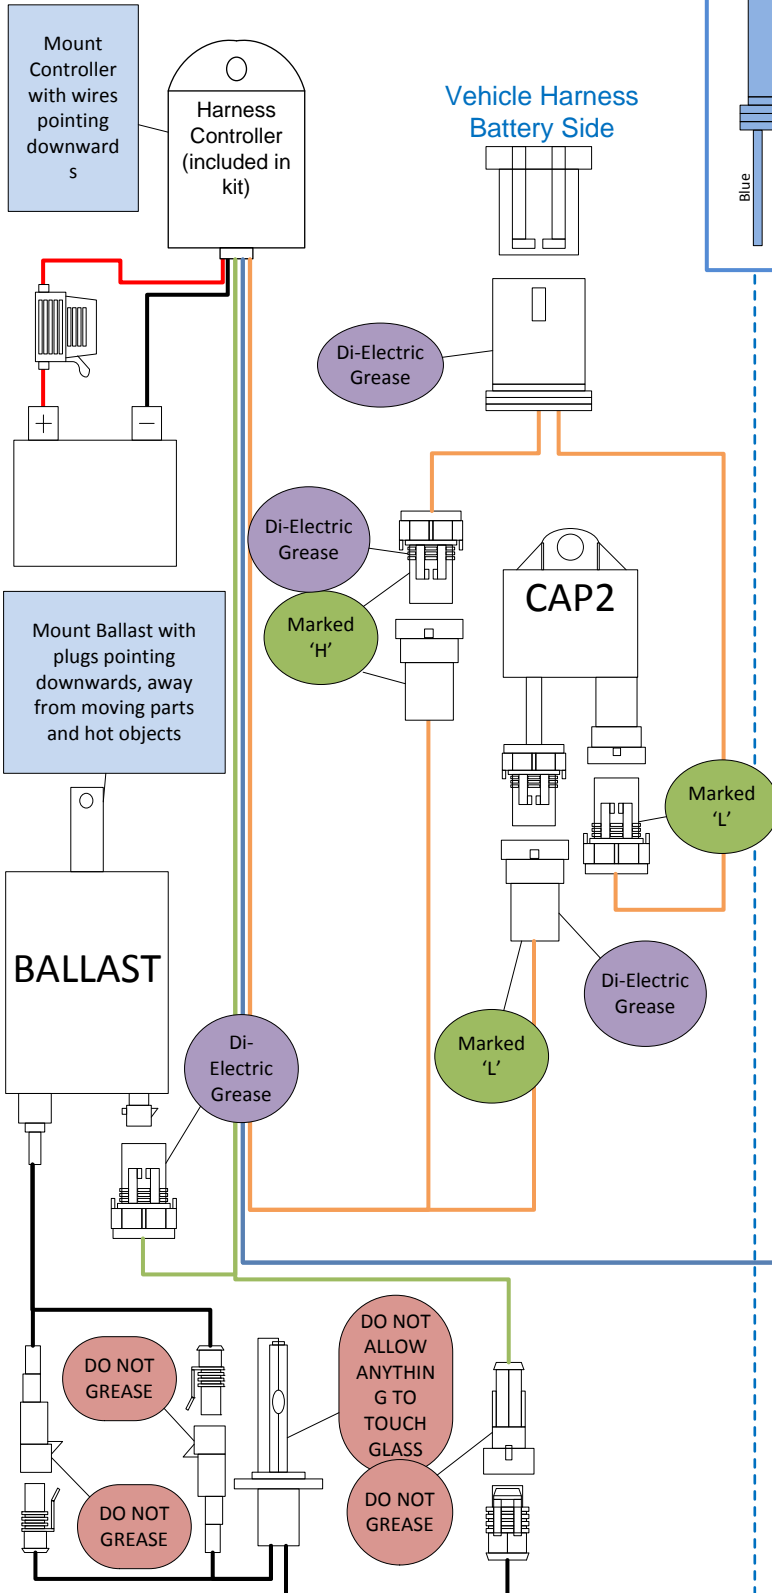 Mount
Controller
with wires
pointing
downward
s
Harness
Controller
(included in
kit)
Vehicle Harness
Battery Side
Blue
Di-Electric
Grease
+
−
Di-Electric
Grease
Marked
‘H’
CAP2
Mount Ballast with
plugs pointing
downwards, away
from moving parts
and hot objects
Marked
‘L’
BALLAST
Di-Electric
Grease
Marked
‘L’
Di-
Electric
Grease
DO NOT
ALLOW
ANYTHIN
G TO
TOUCH
GLASS
DO NOT
GREASE
DO NOT
GREASE
DO NOT
GREASE